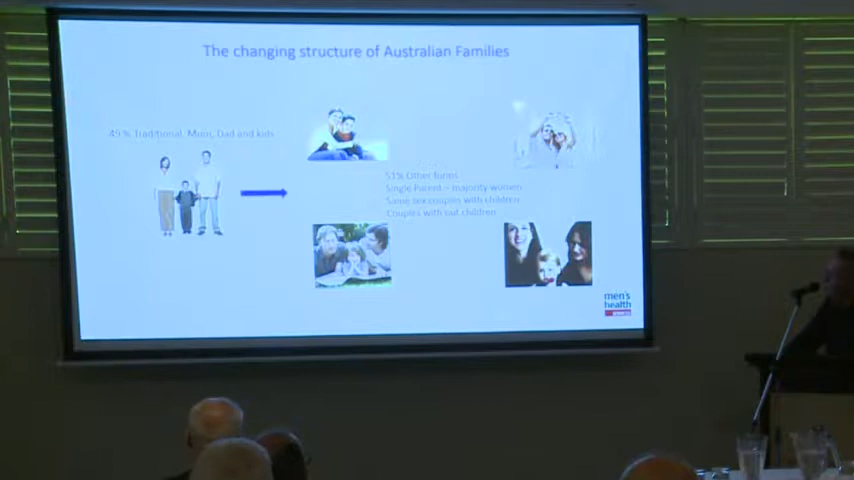 The changing structure of Australian Families
49% Traditional, Mum, Dad and kids
51% Other forms
Single Parent – majority women
Same sex couples with children
Couples with out children
men's
health